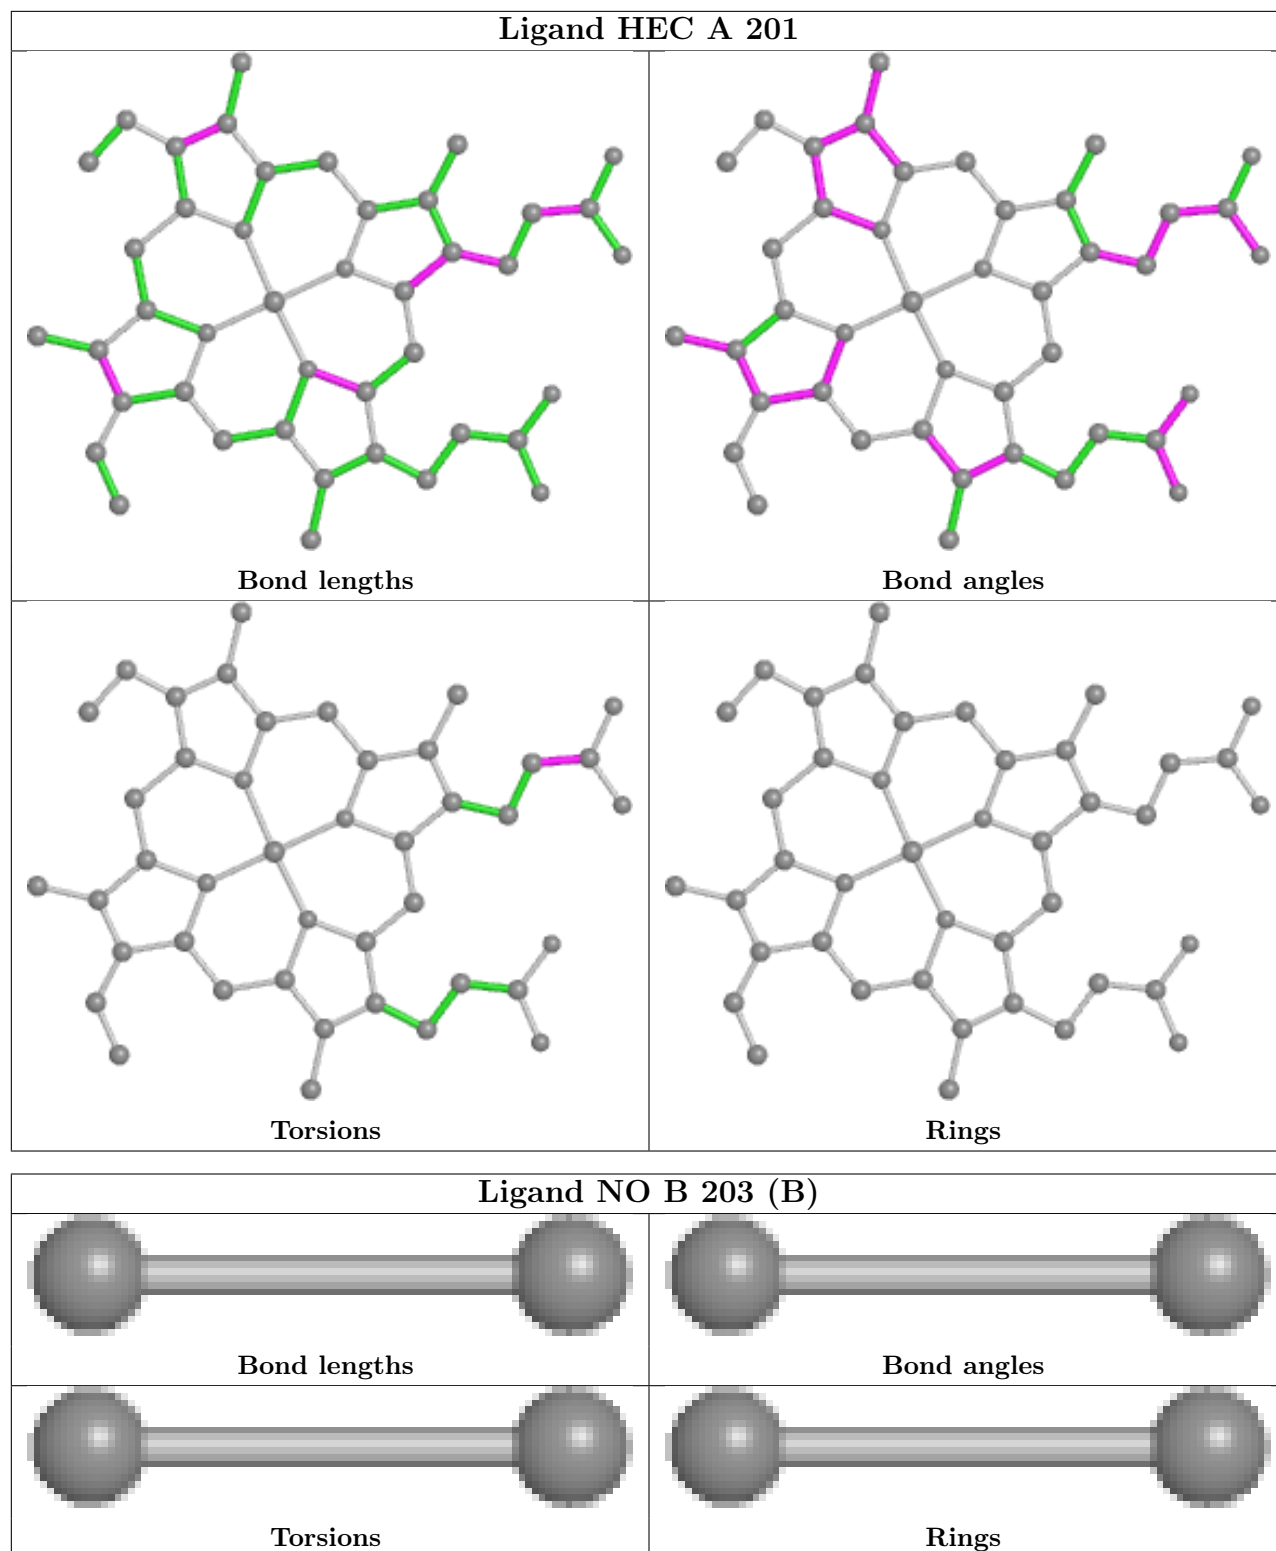 Ligand HEC A 201
Bond lengths
Bond angles
Torsions
Rings
Ligand NO B 203 (B)
Bond lengths
Bond angles
Torsions
Rings